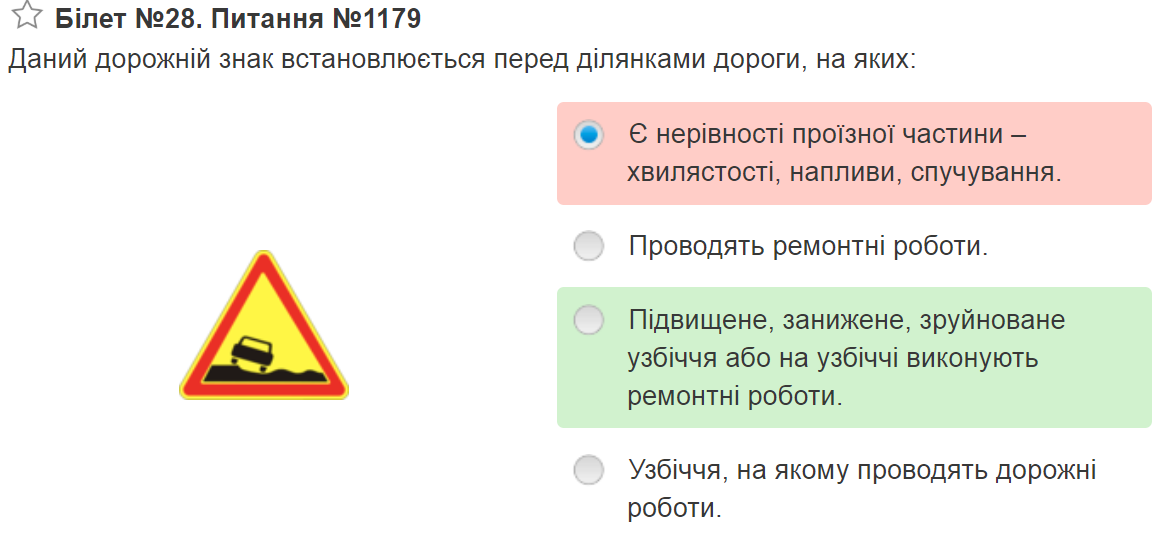 Білет №28. Питання №1179
Даний дорожній знак встановлюється перед ділянками дороги, на яких:
Є нерівності проїзної частини –
хвилястості, напливи, спучування.
Проводять ремонтні роботи.
Підвищене, занижене, зруйноване
узбіччя або на узбіччі виконують
ремонтні роботи.
Узбіччя, на якому проводять дорожні
роботи.